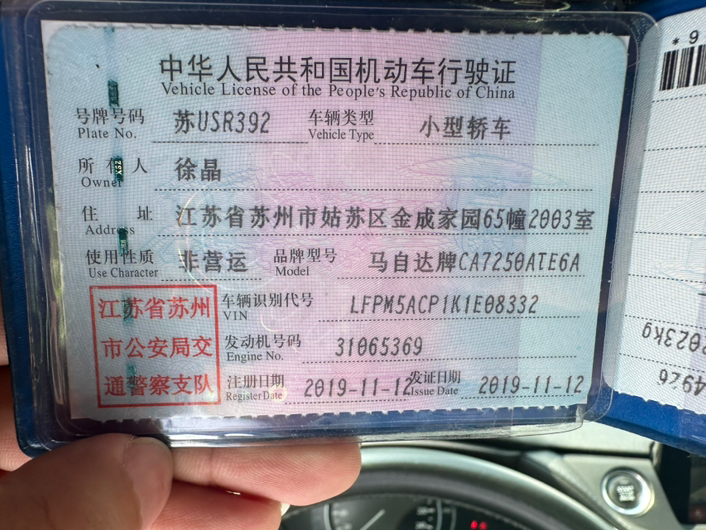 中华人民共和国机动车行驶证
Vehicle License of the People's Republic of China
号牌号码 苏USR392 车辆类型 小型轿车
Plate No. Vehicle Type
所有人 徐晶
Owner
住址 江苏省苏州市姑苏区金成家园65幢2003室
Address
使用性质 非营运 品牌型号 马自达牌CA7250ATE6A
Use Character Model
江苏省苏州
市公安局交
通警察支队
车辆识别代号 LFPM5ACP1K1E08332
VIN
发动机号码 31065369
Engine No.
注册日期 2019-11-12 发证日期 2019-11-12
Register Date Issue Date